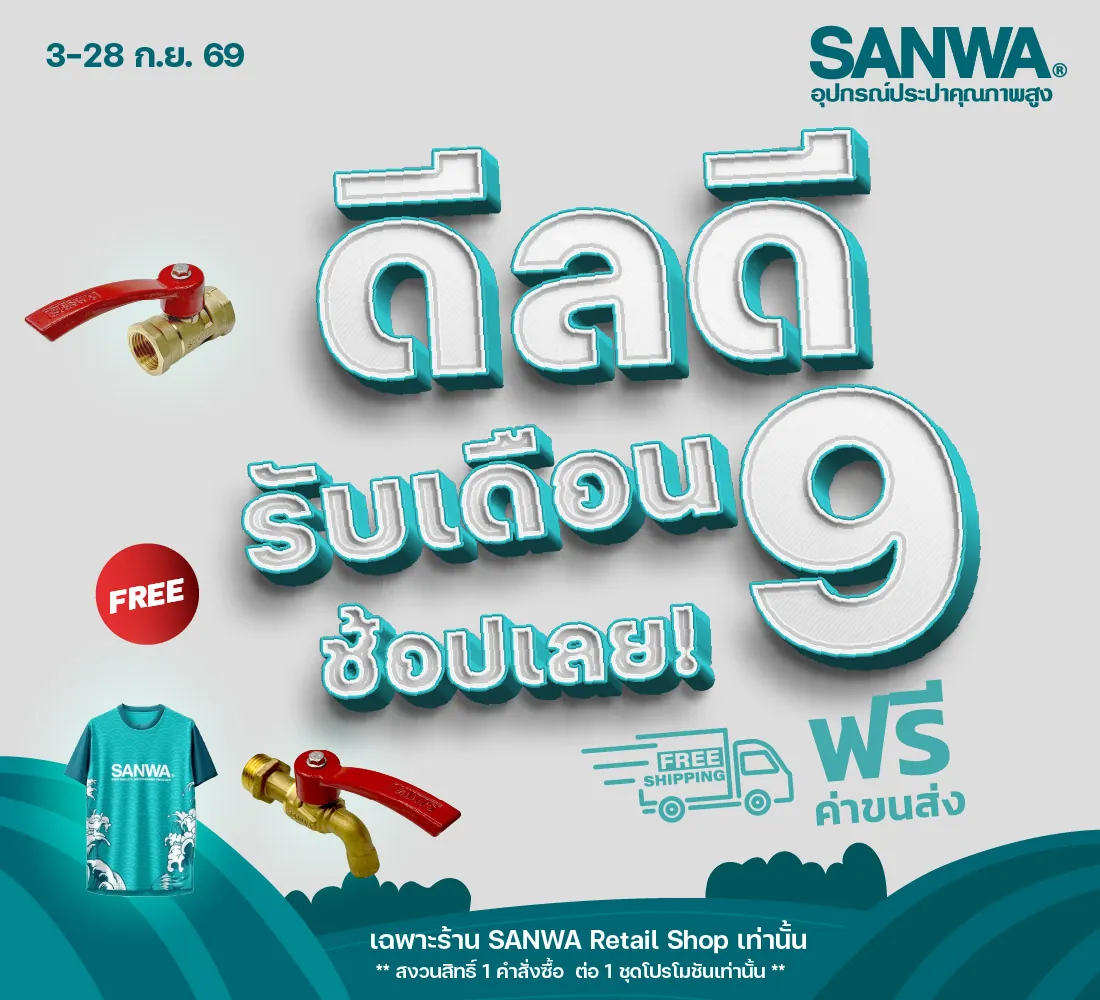 3-28 ก.ย. 69
SANWA®
อุปกรณ์ประปาคุณภาพสูง
ดีลดี
รับเดือน 9
ช้อปเลย!
FREE
SANWA®
FREE
SHIPPING
ฟรี
ค่าขนส่ง
เฉพาะร้าน SANWA Retail Shop เท่านั้น
** สงวนสิทธิ์ 1 คำสั่งซื้อ ต่อ 1 ชุดโปรโมชันเท่านั้น **